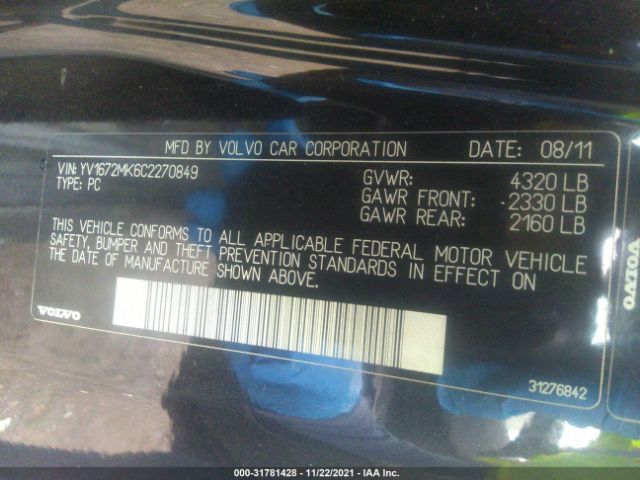 MFD BY VOLVO CAR CORPORATION DATE: 08/11
VIN: YV1672MK6C2270849
TYPE: PC
GVWR: 4320 LB
GAWR FRONT: 2330 LB
GAWR REAR: 2160 LB
THIS VEHICLE CONFORMS TO ALL APPLICABLE FEDERAL MOTOR VEHICLE
SAFETY, BUMPER AND THEFT PREVENTION STANDARDS IN EFFECT ON
THE DATE OF MANUFACTURE SHOWN ABOVE.
VOLVO
31276842
VOLVO
000-31781428 - 11/22/2021 - IAA Inc.